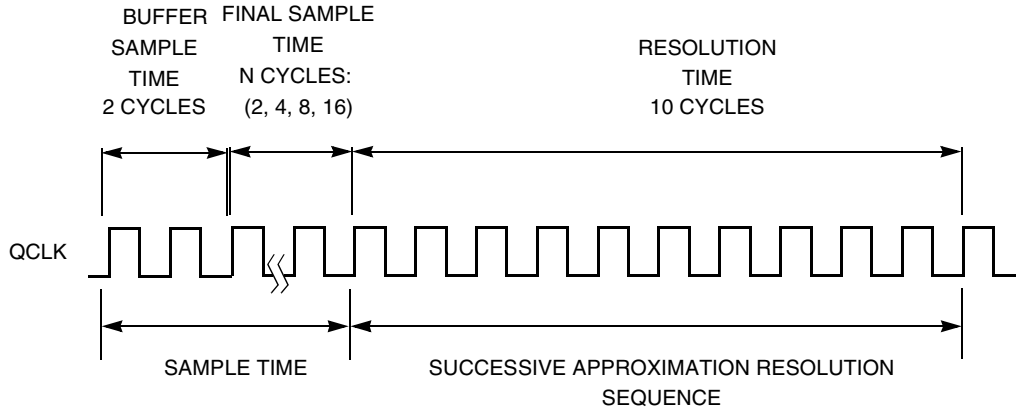 BUFFER
SAMPLE
TIME
2 CYCLES
FINAL SAMPLE
TIME
N CYCLES:
(2, 4, 8, 16)
RESOLUTION
TIME
10 CYCLES
QCLK
SAMPLE TIME
SUCCESSIVE APPROXIMATION RESOLUTION
SEQUENCE